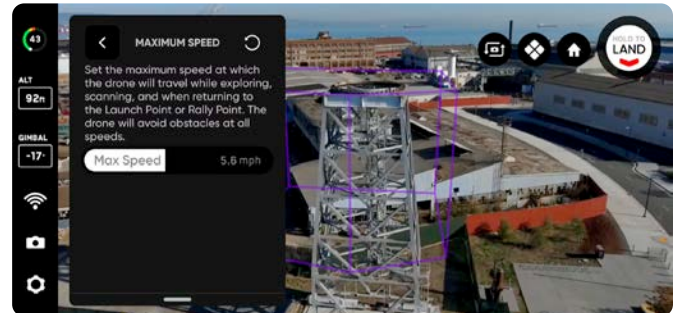 43
MAXIMUM SPEED
HOLD TO
LAND
Set the maximum speed at which
the drone will travel while exploring,
scanning, and when returning to
the Launch Point or Rally Point. The
drone will avoid obstacles at all
speeds.
ALT
92ft
GIMBAL
-17°
Max Speed 5.6 mph